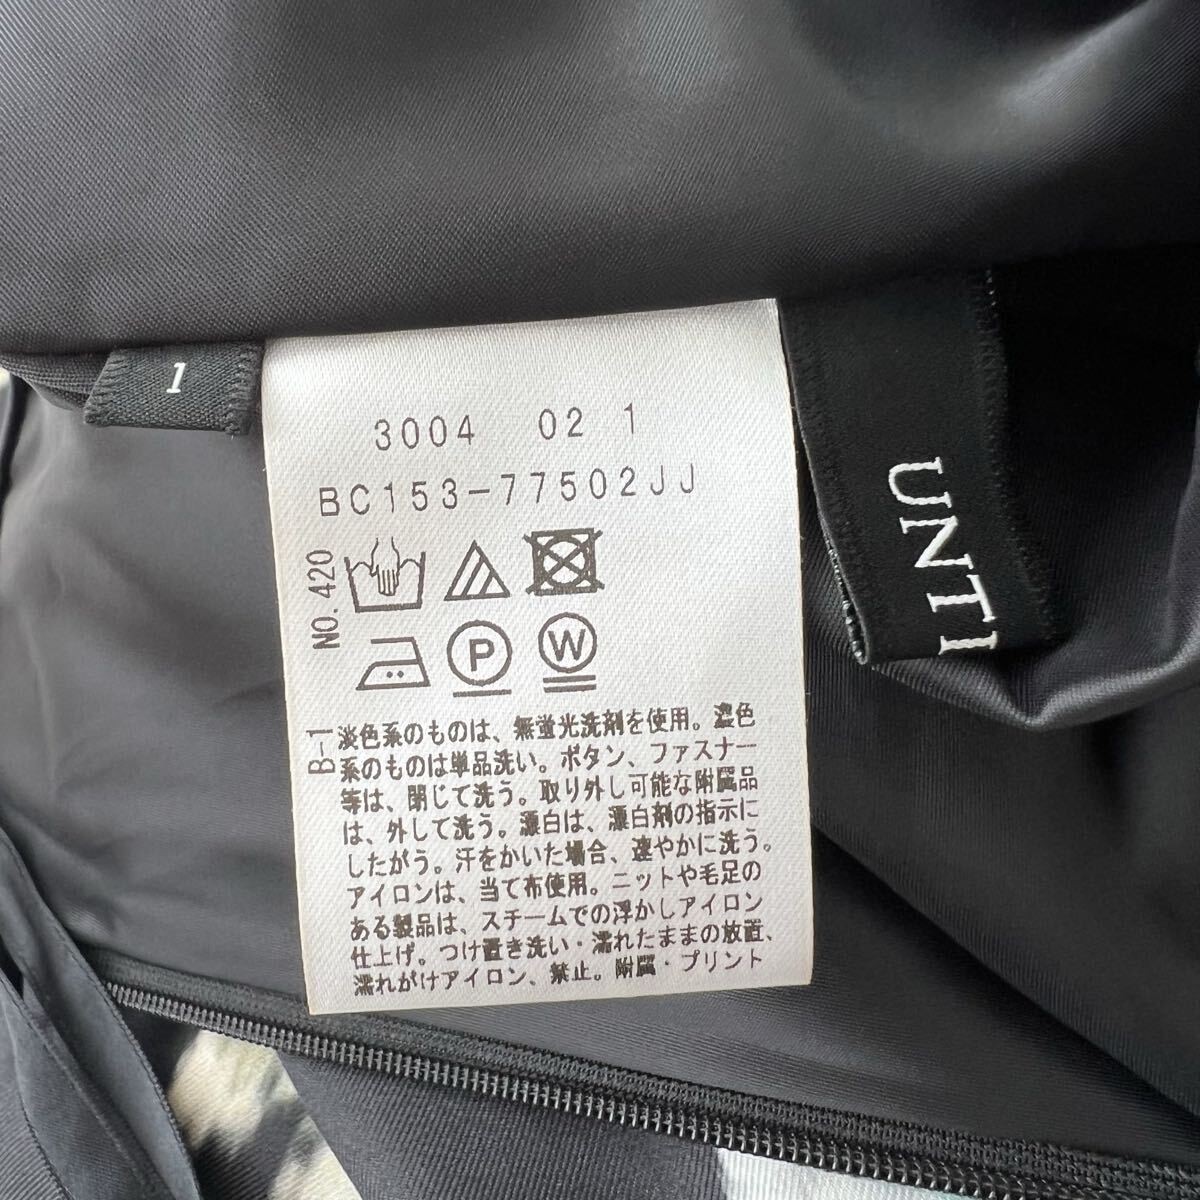 1
3004 02 1
BC153-77502JJ
NO.420
P
W
B-1
淡色系のものは、無蛍光洗剤を使用。濃色
系のものは単品洗い。ボタン、ファスナー
等は、閉じて洗う。取り外し可能な附属品
は、外して洗う。漂白は、漂白剤の指示に
したがう。汗をかいた場合、速やかに洗う。
アイロンは、当て布使用。ニットや毛足の
ある製品は、スチームでの浮かしアイロン
仕上げ。つけ置き洗い・濡れたままの放置、
濡れがけアイロン、禁止。附属・プリント
UNTI